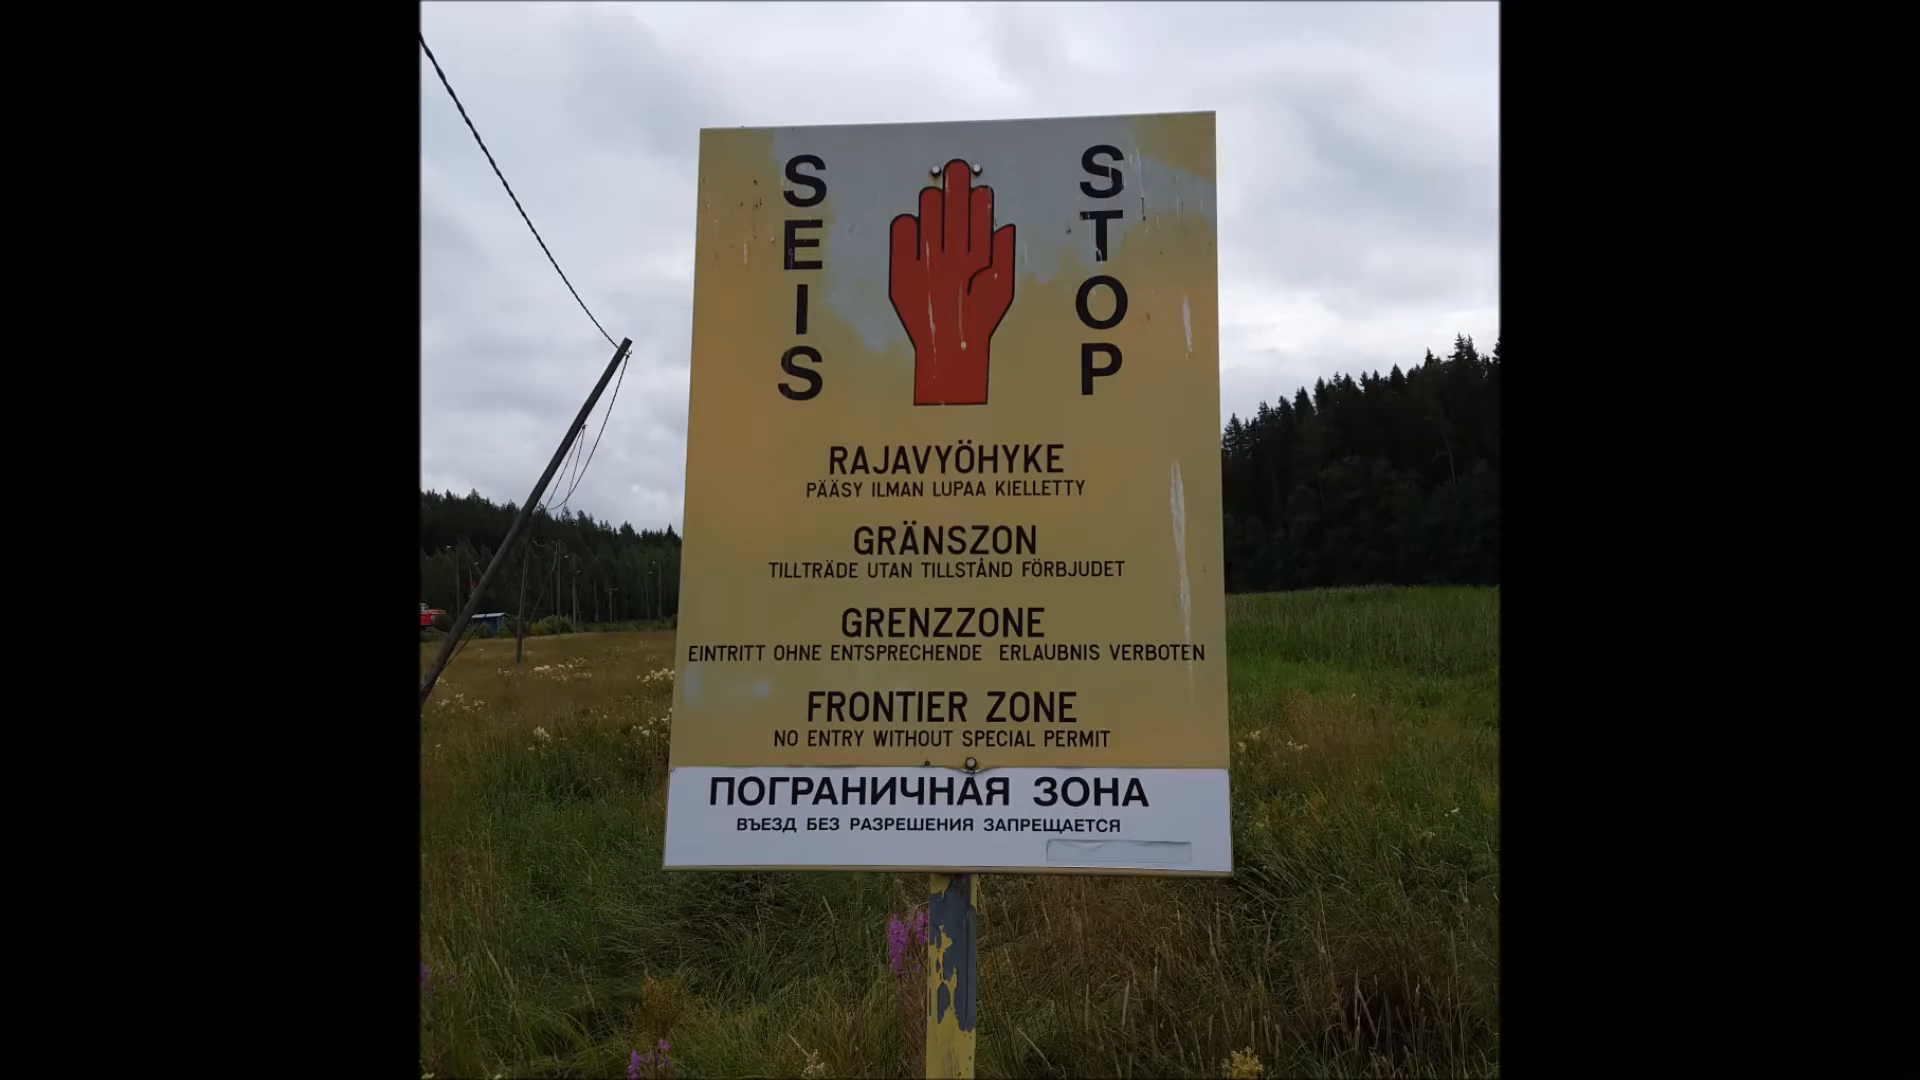 SEIS
STOP
RAJAVYÖHYKE
PÄÄSY ILMAN LUPAA KIELLETTY
GRÄNSZON
TILLTRÄDE UTAN TILLSTÅND FÖRBJUDET
GRENZZONE
EINTRITT OHNE ENTSPRECHENDE ERLAUBNIS VERBOTEN
FRONTIER ZONE
NO ENTRY WITHOUT SPECIAL PERMIT
ПОГРАНИЧНАЯ ЗОНА
ВЪЕЗД БЕЗ РАЗРЕШЕНИЯ ЗАПРЕЩАЕТСЯ